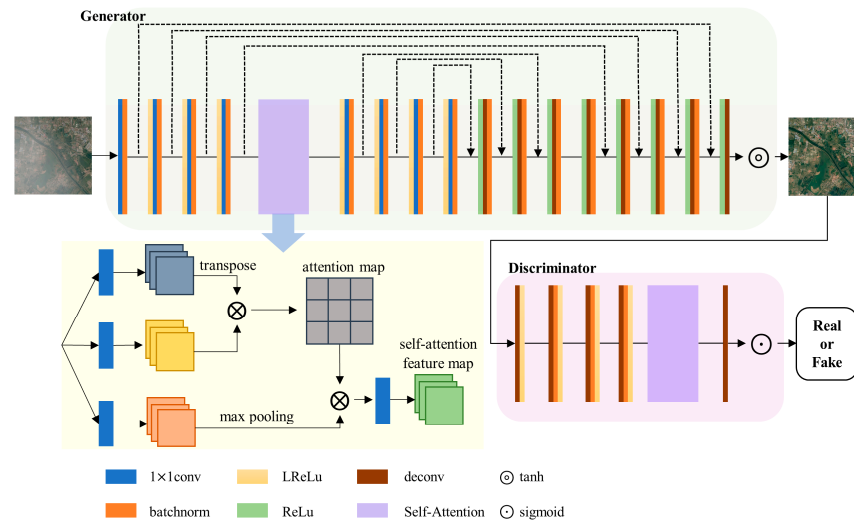 Generator
Discriminator
transpose
attention map
self-attention
feature map
max pooling
Real
or
Fake
1×1conv
LReLu
deconv
tanh
batchnorm
ReLu
Self-Attention
sigmoid